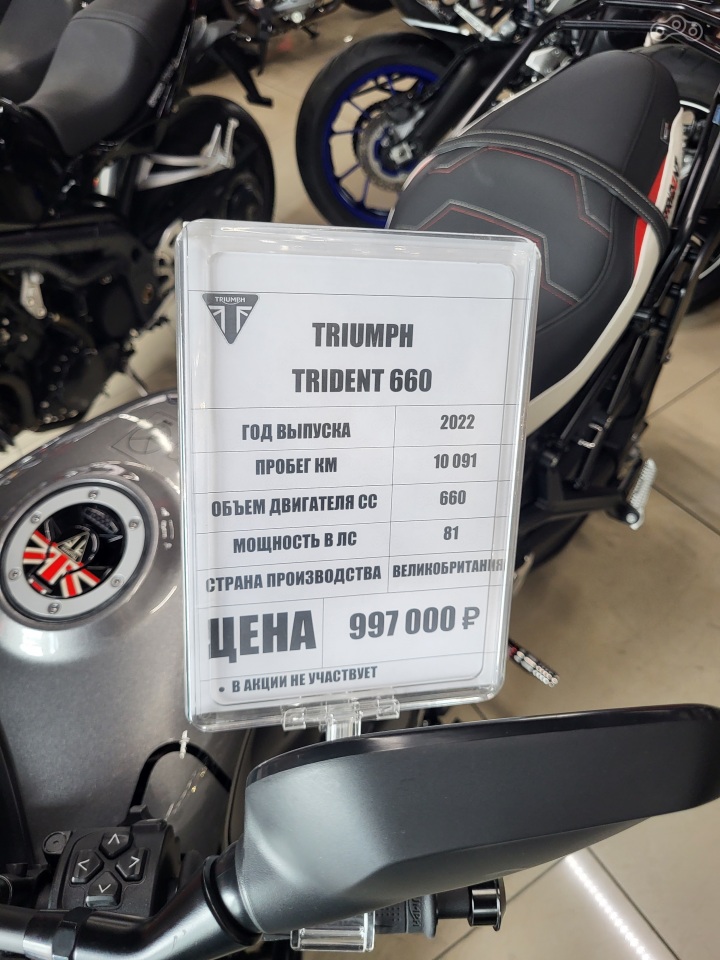 TRIUMPH
TRIUMPH
TRIDENT 660
ГОД ВЫПУСКА 2022
ПРОБЕГ КМ 10 091
ОБЪЕМ ДВИГАТЕЛЯ СС 660
МОЩНОСТЬ В ЛС 81
СТРАНА ПРОИЗВОДСТВА ВЕЛИКОБРИТАНИЯ
ЦЕНА 997 000 ₽
• В АКЦИИ НЕ УЧАСТВУЕТ